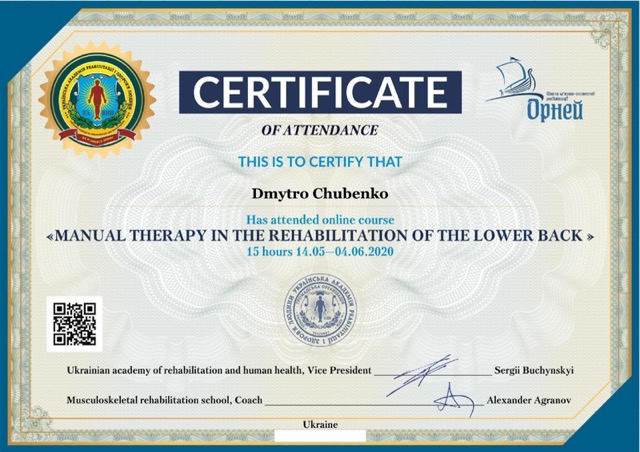 CERTIFICATE
OF ATTENDANCE
Орней
THIS IS TO CERTIFY THAT
Dmytro Chubenko
Has attended online course
«MANUAL THERAPY IN THE REHABILITATION OF THE LOWER BACK »
15 hours 14.05—04.06.2020
Ukrainian academy of rehabilitation and human health, Vice President Sergii Buchynskyi
Musculoskeletal rehabilitation school, Coach Alexander Agranov
Ukraine